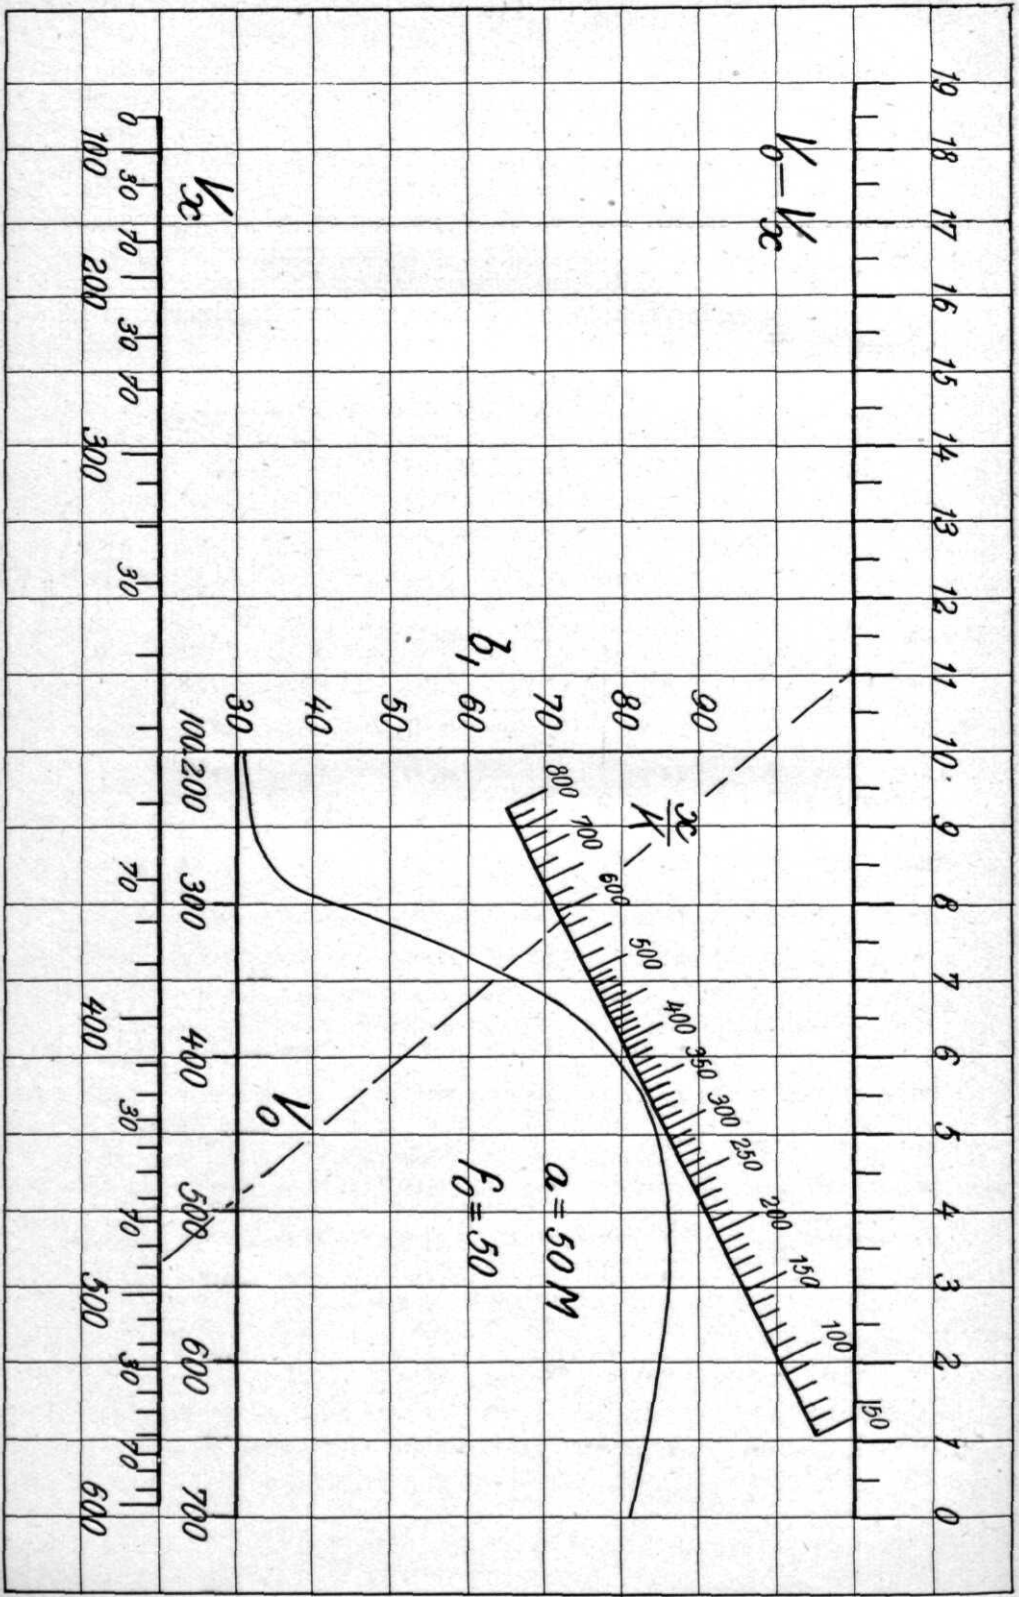 19 18 17 16 15 14 13 12 11 10 9 8 7 6 5 4 3 2 1 0
V₀—Vₓ
x/K
800 700 600 500 400 350 300 250 200 150 100 150
90
80
70
60
50
40
30
b₁
a=50M
f₀=50
V₀
100-200 300 400 500 600 700
Vₓ
0 30 70 30 70 30 70 30 70 30 70
100 200 300 400 500 600